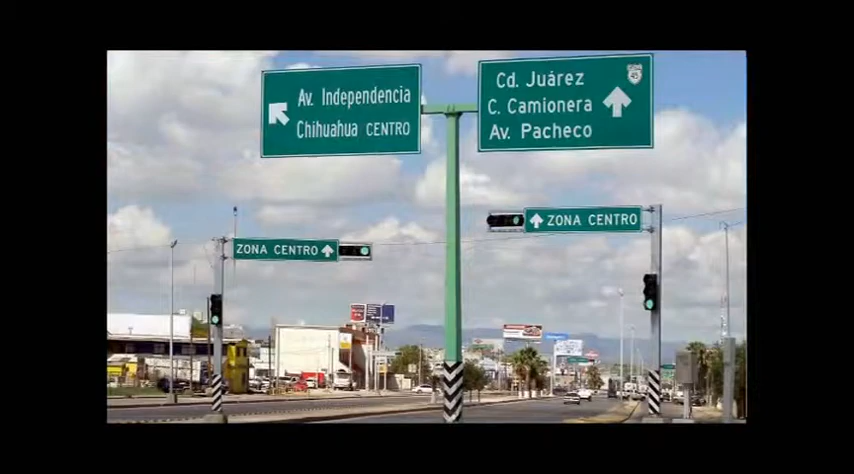 Av. Independencia
Chihuahua CENTRO
Cd. Juárez
C. Camionera
Av. Pacheco
45
ZONA CENTRO
ZONA CENTRO